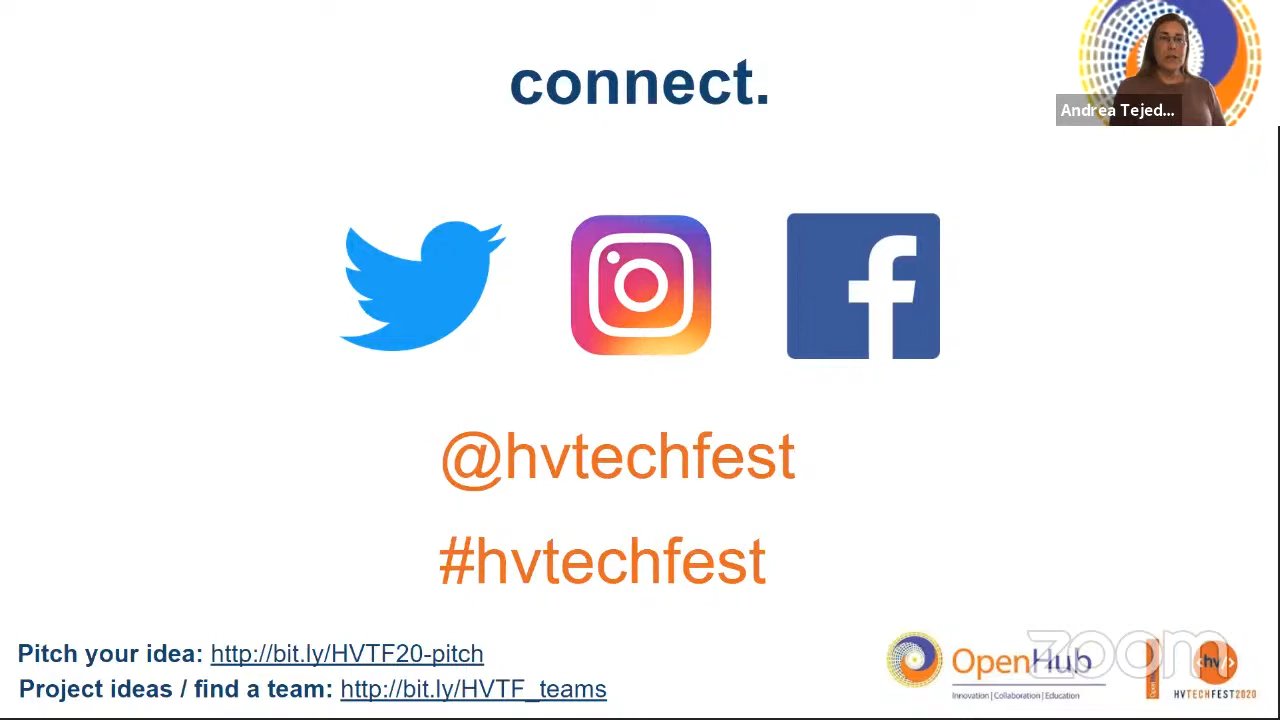 connect.
Andrea Tejed...
@hvtechfest
#hvtechfest
Pitch your idea: http://bit.ly/HVTF20-pitch
Project ideas / find a team: http://bit.ly/HVTF_teams
OpenHub
Innovation | Collaboration | Education
zoom
<hv>
HVTECHFEST2020